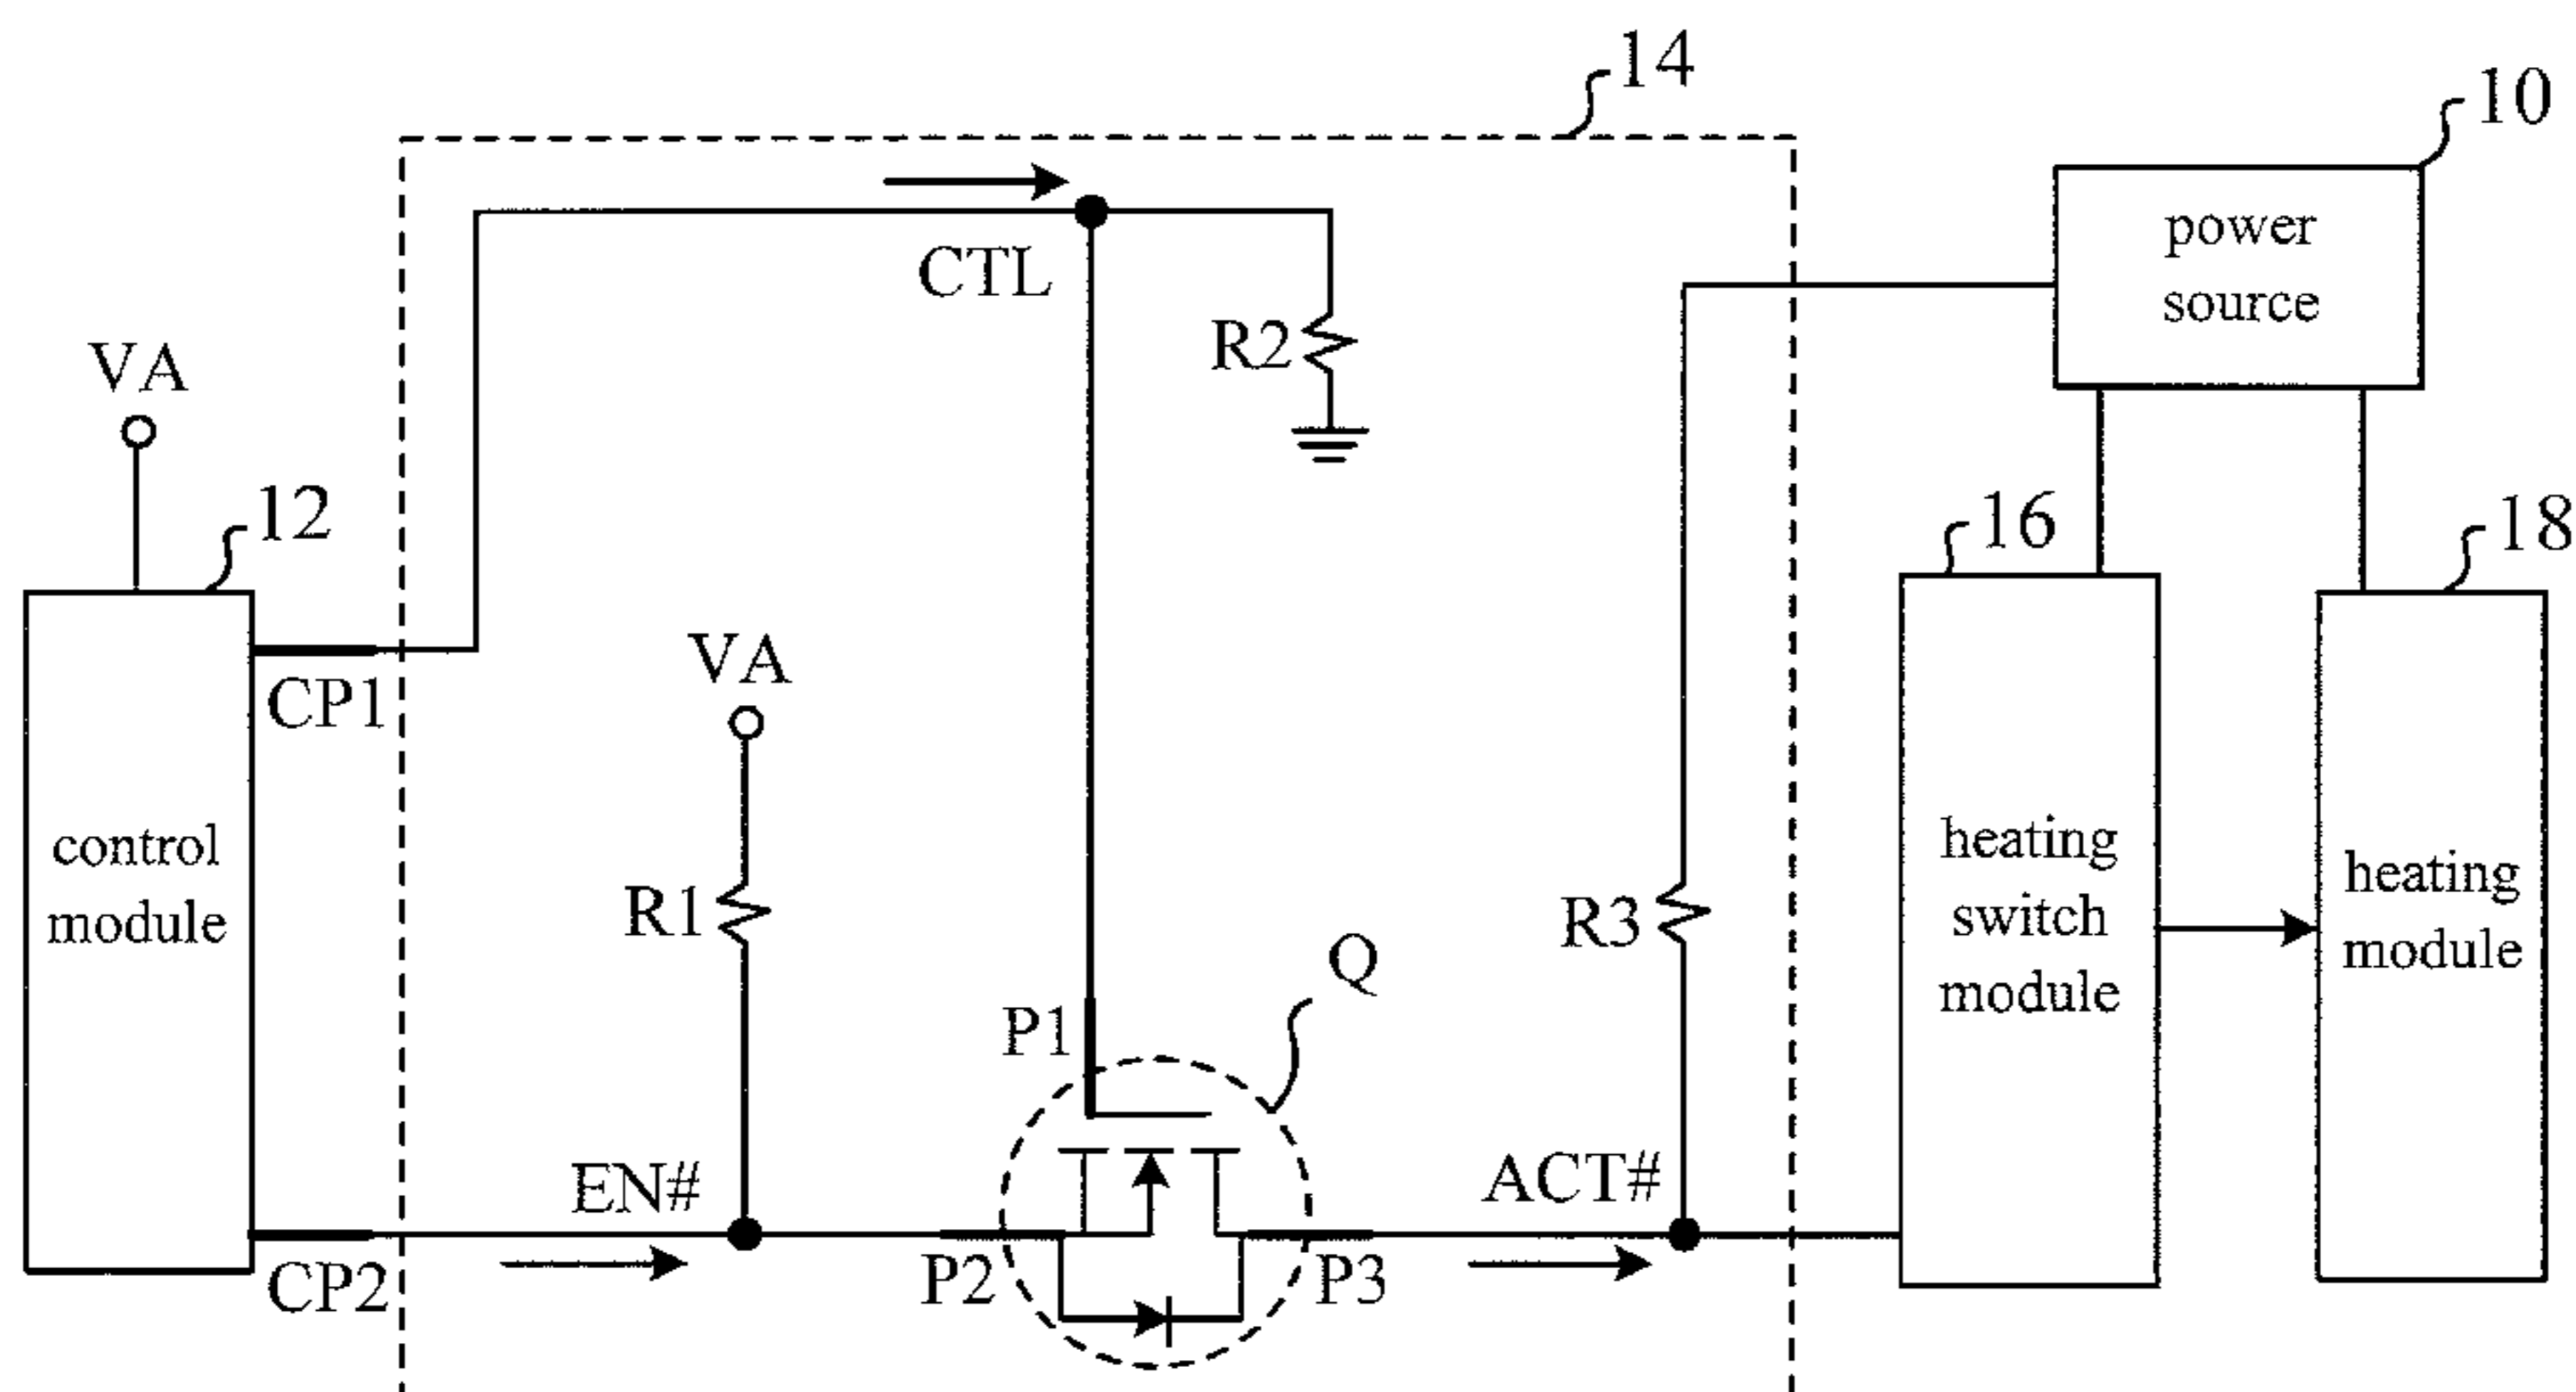 14
10
power
source
CTL
R2
VA
12
16
18
VA
CP1
control
module
heating
switch
module
heating
module
R1
R3
Q
P1
EN#
ACT#
P2
P3
CP2